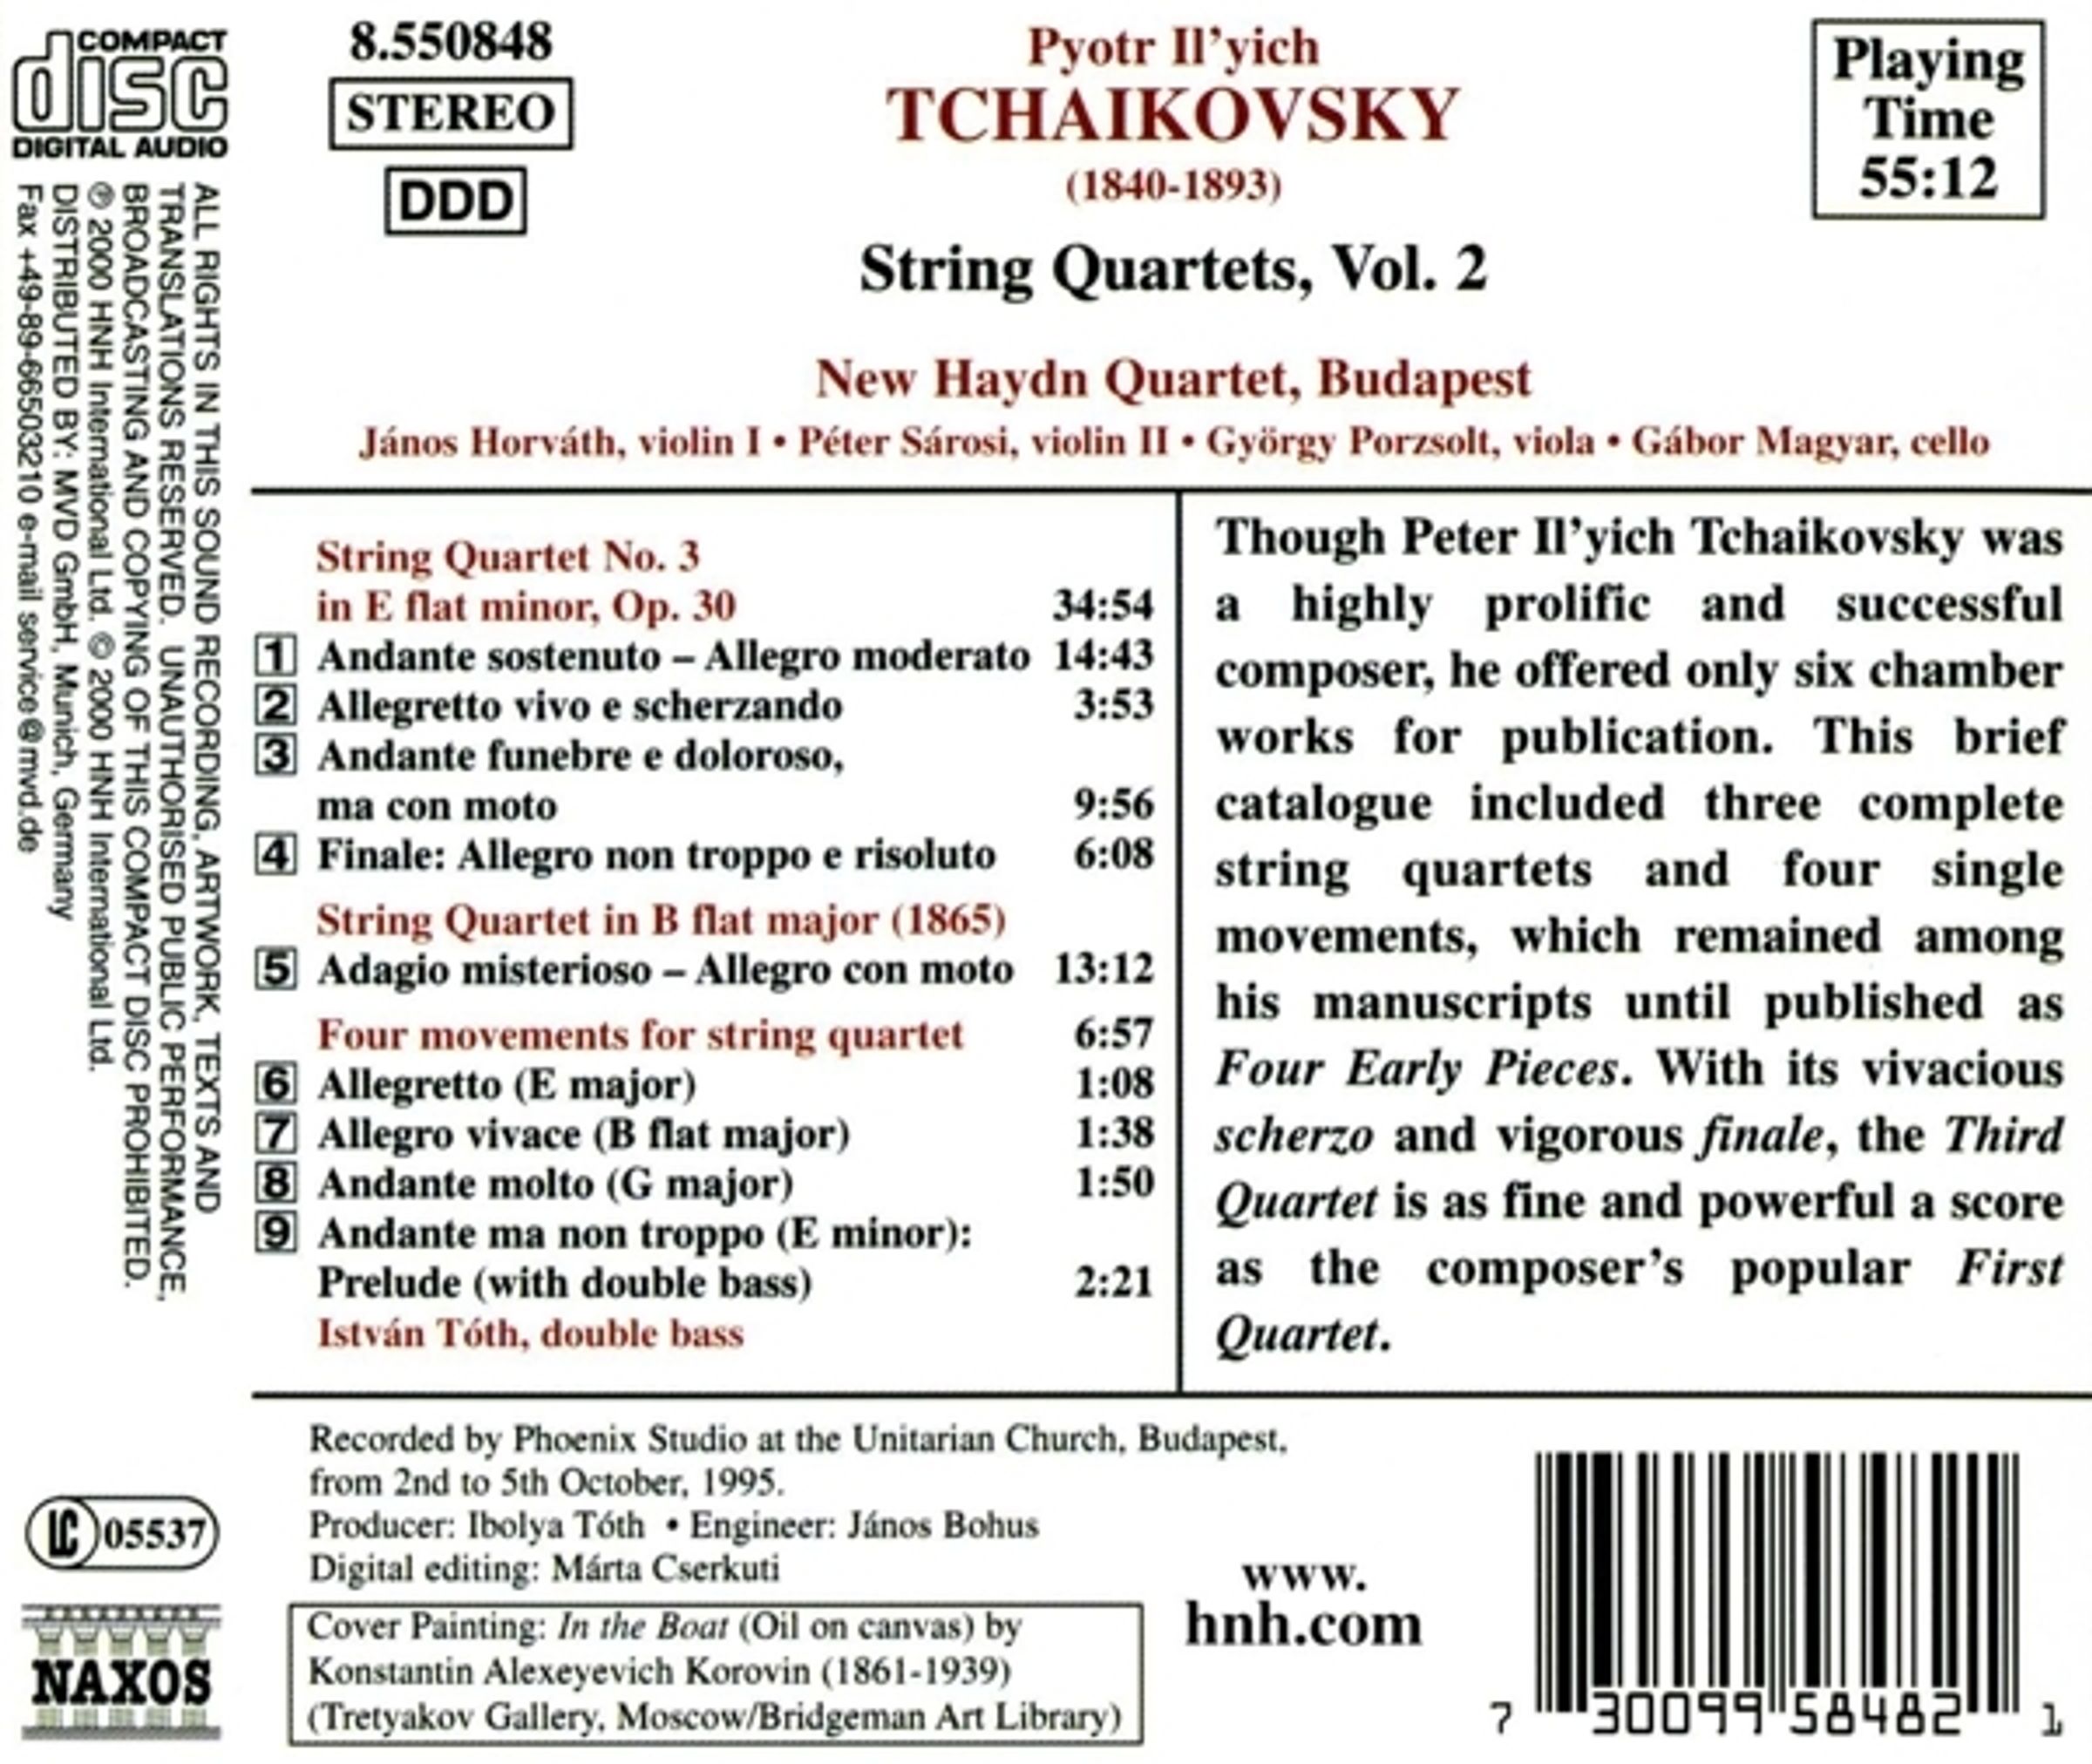 COMPACT
disc
DIGITAL AUDIO
8.550848
STEREO
DDD
Pyotr Il’yich
TCHAIKOVSKY
(1840-1893)
String Quartets, Vol. 2
Playing
Time
55:12
New Haydn Quartet, Budapest
János Horváth, violin I • Péter Sárosi, violin II • György Porzsolt, viola • Gábor Magyar, cello
ALL RIGHTS IN THIS SOUND RECORDING, ARTWORK, TEXTS AND
TRANSLATIONS RESERVED. UNAUTHORISED PUBLIC PERFORMANCE,
BROADCASTING AND COPYING OF THIS COMPACT DISC PROHIBITED.
℗ 2000 HNH International Ltd. © 2000 HNH International Ltd.
DISTRIBUTED BY: MVD GmbH, Munich, Germany
Fax +49-89-66503210 e-mail service@mvd.de
String Quartet No. 3
in E flat minor, Op. 30 34:54
1 Andante sostenuto – Allegro moderato 14:43
2 Allegretto vivo e scherzando 3:53
3 Andante funebre e doloroso,
ma con moto 9:56
4 Finale: Allegro non troppo e risoluto 6:08
String Quartet in B flat major (1865)
5 Adagio misterioso – Allegro con moto 13:12
Four movements for string quartet 6:57
6 Allegretto (E major) 1:08
7 Allegro vivace (B flat major) 1:38
8 Andante molto (G major) 1:50
9 Andante ma non troppo (E minor):
Prelude (with double bass) 2:21
István Tóth, double bass
Though Peter Il’yich Tchaikovsky was
a highly prolific and successful
composer, he offered only six chamber
works for publication. This brief
catalogue included three complete
string quartets and four single
movements, which remained among
his manuscripts until published as
Four Early Pieces. With its vivacious
scherzo and vigorous finale, the Third
Quartet is as fine and powerful a score
as the composer’s popular First
Quartet.
Recorded by Phoenix Studio at the Unitarian Church, Budapest,
from 2nd to 5th October, 1995.
Producer: Ibolya Tóth • Engineer: János Bohus
Digital editing: Márta Cserkuti
Cover Painting: In the Boat (Oil on canvas) by
Konstantin Alexeyevich Korovin (1861-1939)
(Tretyakov Gallery, Moscow/Bridgeman Art Library)
LC 05537
NAXOS
www.
hnh.com
7 30099 58482 1